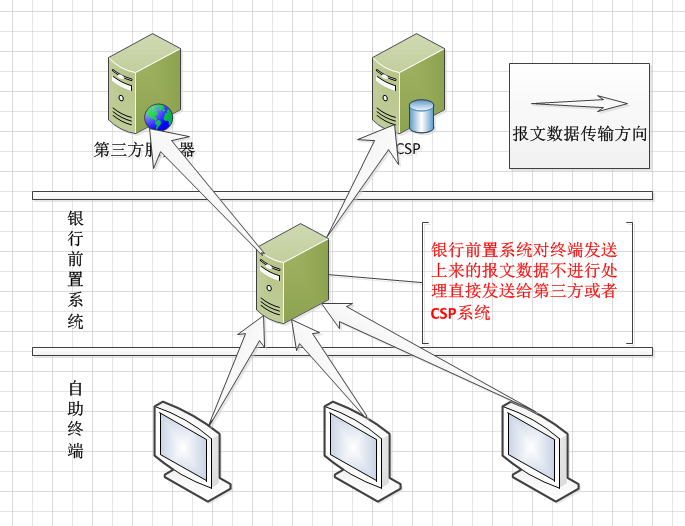 第三方服务器
CSP
报文数据传输方向
银行前置系统
银行前置系统对终端发送
上来的报文数据不进行处
理直接发送给第三方或者
CSP系统
自助终端